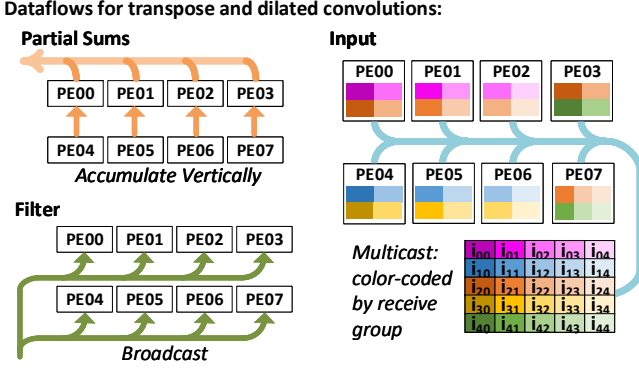 Dataflows for transpose and dilated convolutions:
Partial Sums
PE00 PE01 PE02 PE03
PE04 PE05 PE06 PE07
Accumulate Vertically
Filter
PE00 PE01 PE02 PE03
PE04 PE05 PE06 PE07
Broadcast
Input
PE00 PE01 PE02 PE03
PE04 PE05 PE06 PE07
Multicast:
color-coded
by receive
group
i00 i01 i02 i03 i04
i10 i11 i12 i13 i14
i20 i21 i22 i23 i24
i30 i31 i32 i33 i34
i40 i41 i42 i43 i44